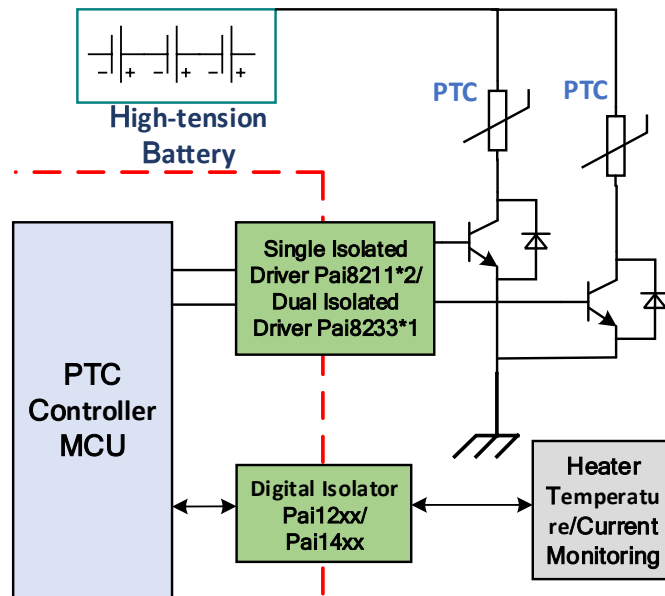 PTC
PTC
− + − + − +
High-tension
Battery
Single Isolated
Driver Pai8211*2/
Dual Isolated
Driver Pai8233*1
PTC
Controller
MCU
Digital Isolator
Pai12xx/
Pai14xx
Heater
Temperatu
re/Current
Monitoring